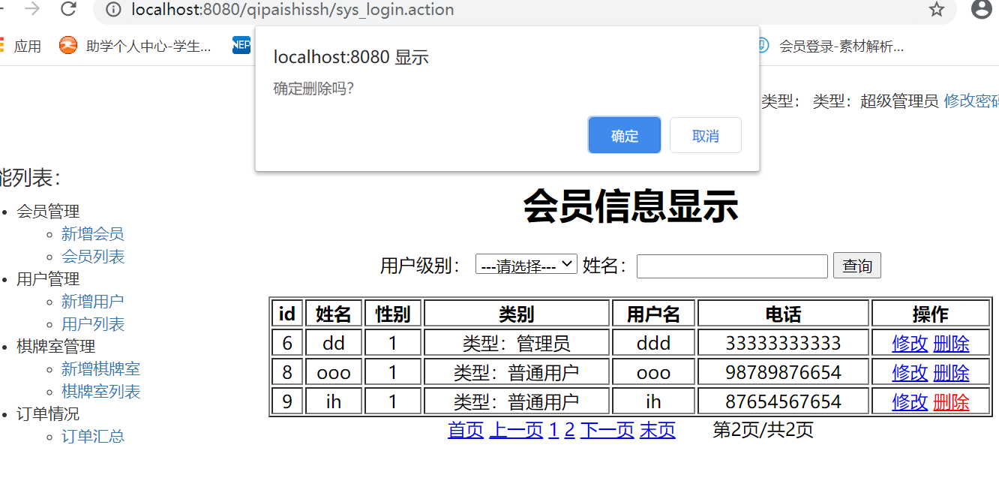 localhost:8080/qipaishissh/sys_login.action
应用 助学个人中心-学生... NEP 会员登录-素材解析...
localhost:8080 显示
确定删除吗?
确定 取消
类型： 类型：超级管理员 修改密码
能列表：
会员管理
新增会员
会员列表
用户管理
新增用户
用户列表
棋牌室管理
新增棋牌室
棋牌室列表
订单情况
订单汇总
会员信息显示
用户级别： ---请选择--- 姓名： 查询
id 姓名 性别 类别 用户名 电话 操作
6 dd 1 类型：管理员 ddd 33333333333 修改 删除
8 ooo 1 类型：普通用户 ooo 98789876654 修改 删除
9 ih 1 类型：普通用户 ih 87654567654 修改 删除
首页 上一页 1 2 下一页 末页 第2页/共2页